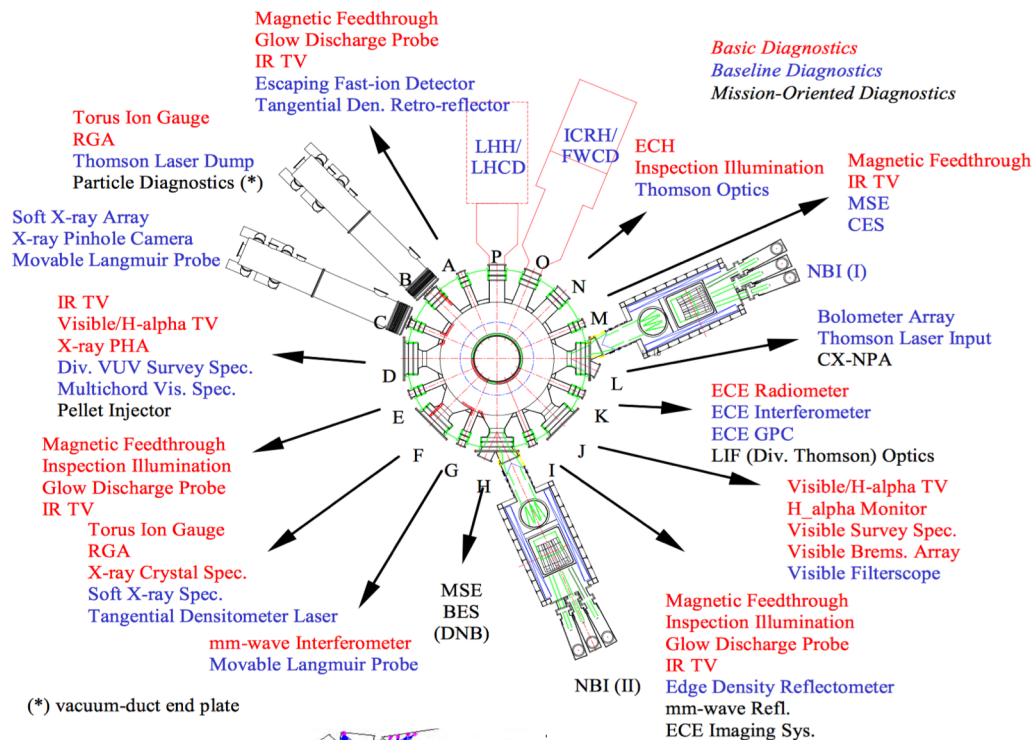 Magnetic Feedthrough
Glow Discharge Probe
IR TV
Escaping Fast-ion Detector
Tangential Den. Retro-reflector
Basic Diagnostics
Baseline Diagnostics
Mission-Oriented Diagnostics
Torus Ion Gauge
RGA
Thomson Laser Dump
Particle Diagnostics (*)
LHH/
LHCD
ICRH/
FWCD
ECH
Inspection Illumination
Thomson Optics
Magnetic Feedthrough
IR TV
MSE
CES
Soft X-ray Array
X-ray Pinhole Camera
Movable Langmuir Probe
NBI (I)
A
B
C
D
E
F
G
H
I
J
K
L
M
N
O
P
IR TV
Visible/H-alpha TV
X-ray PHA
Div. VUV Survey Spec.
Multichord Vis. Spec.
Pellet Injector
Bolometer Array
Thomson Laser Input
CX-NPA
ECE Radiometer
ECE Interferometer
ECE GPC
LIF (Div. Thomson) Optics
Magnetic Feedthrough
Inspection Illumination
Glow Discharge Probe
IR TV
Torus Ion Gauge
RGA
X-ray Crystal Spec.
Soft X-ray Spec.
Tangential Densitometer Laser
Visible/H-alpha TV
H_alpha Monitor
Visible Survey Spec.
Visible Brems. Array
Visible Filterscope
MSE
BES
(DNB)
mm-wave Interferometer
Movable Langmuir Probe
NBI (II)
Magnetic Feedthrough
Inspection Illumination
Glow Discharge Probe
IR TV
Edge Density Reflectometer
mm-wave Refl.
ECE Imaging Sys.
(*) vacuum-duct end plate